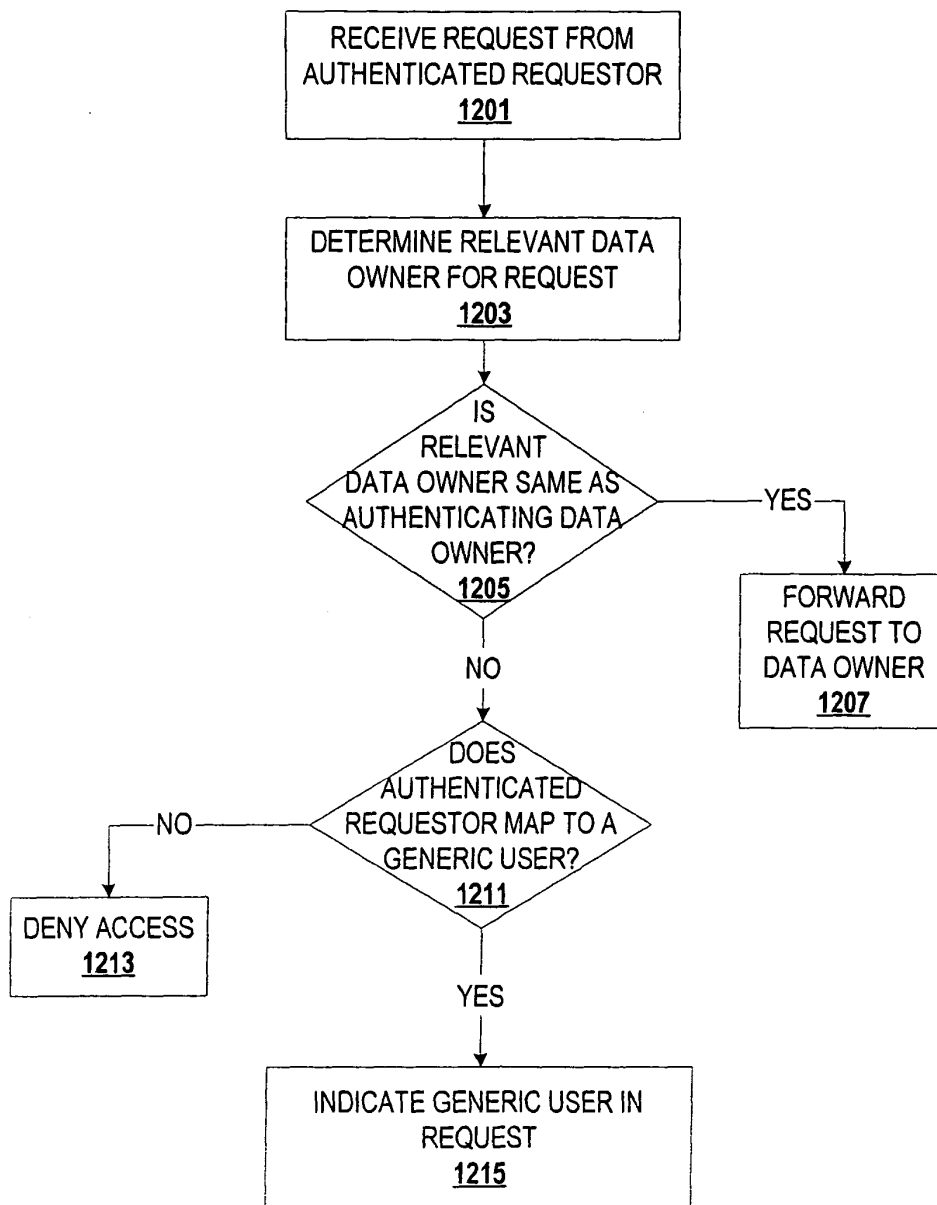 RECEIVE REQUEST FROM
AUTHENTICATED REQUESTOR
1201
DETERMINE RELEVANT DATA
OWNER FOR REQUEST
1203
IS
RELEVANT
DATA OWNER SAME AS
AUTHENTICATING DATA
OWNER?
1205
YES
FORWARD
REQUEST TO
DATA OWNER
1207
NO
DOES
AUTHENTICATED
REQUESTOR MAP TO A
GENERIC USER?
1211
NO
DENY ACCESS
1213
YES
INDICATE GENERIC USER IN
REQUEST
1215